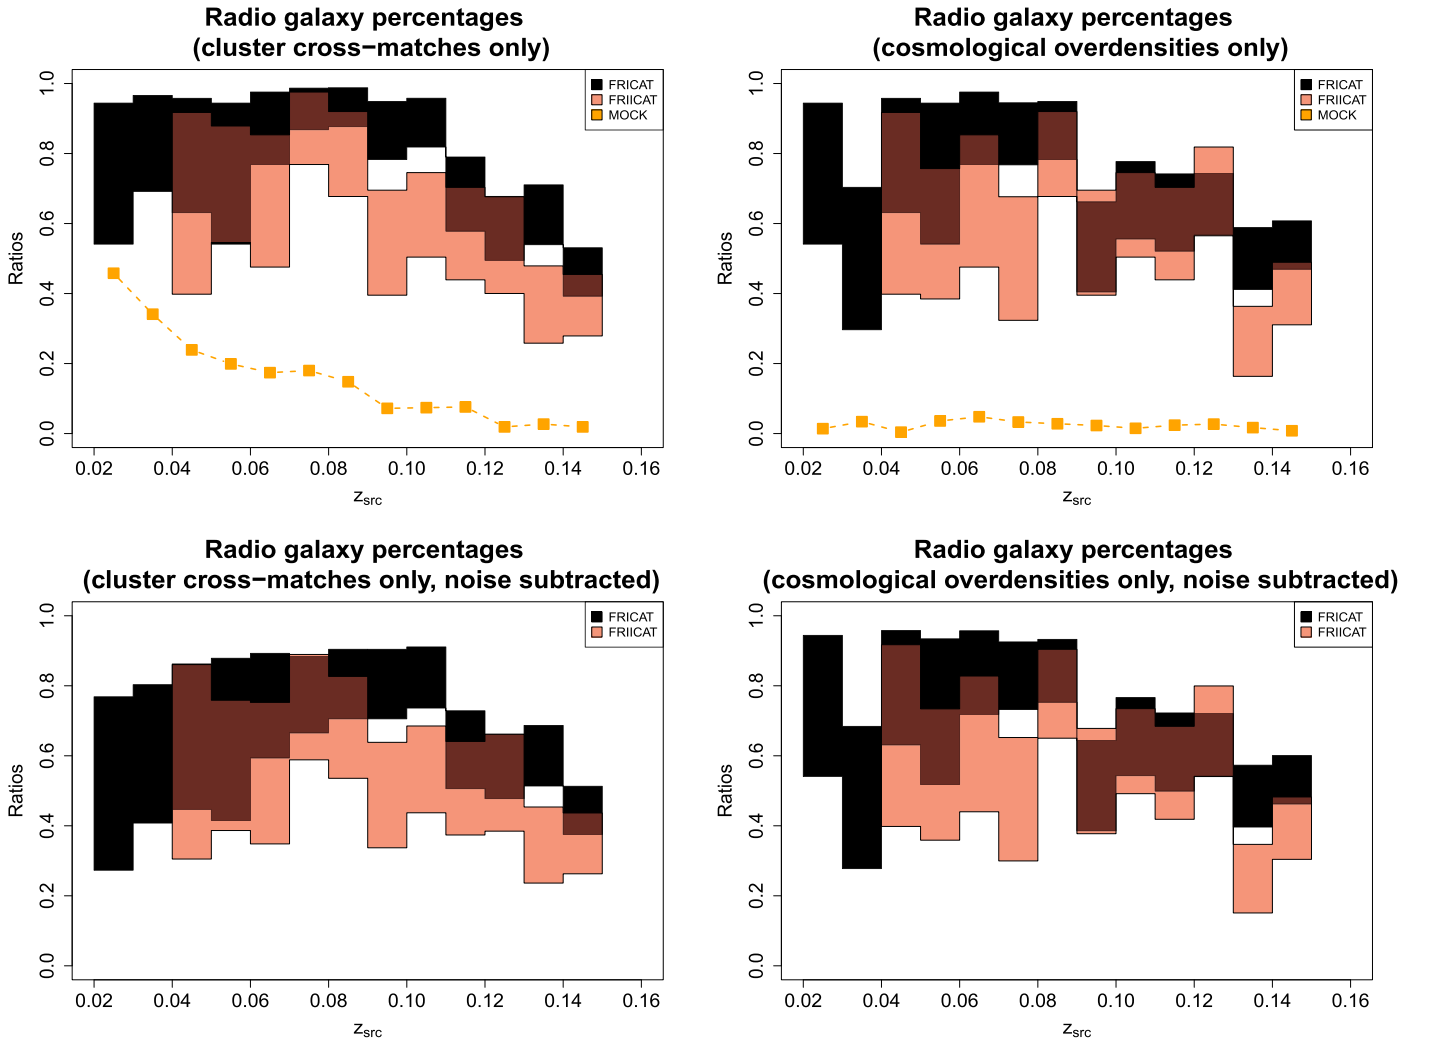 Radio galaxy percentages
(cluster cross−matches only)
FRICAT
FRIICAT
MOCK
Ratios
0.0 0.2 0.4 0.6 0.8 1.0
0.02 0.04 0.06 0.08 0.10 0.12 0.14 0.16
zsrc
Radio galaxy percentages
(cosmological overdensities only)
FRICAT
FRIICAT
MOCK
Ratios
0.0 0.2 0.4 0.6 0.8 1.0
0.02 0.04 0.06 0.08 0.10 0.12 0.14 0.16
zsrc
Radio galaxy percentages
(cluster cross−matches only, noise subtracted)
FRICAT
FRIICAT
Ratios
0.0 0.2 0.4 0.6 0.8 1.0
0.02 0.04 0.06 0.08 0.10 0.12 0.14 0.16
zsrc
Radio galaxy percentages
(cosmological overdensities only, noise subtracted)
FRICAT
FRIICAT
Ratios
0.0 0.2 0.4 0.6 0.8 1.0
0.02 0.04 0.06 0.08 0.10 0.12 0.14 0.16
zsrc